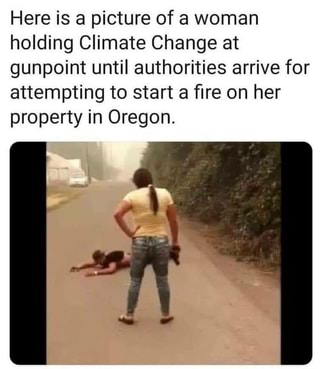 Here is a picture of a woman
holding Climate Change at
gunpoint until authorities arrive for
attempting to start a fire on her
property in Oregon.